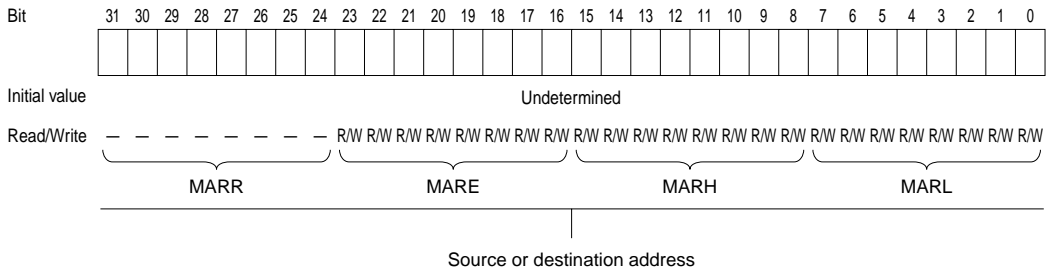 Bit 31 30 29 28 27 26 25 24 23 22 21 20 19 18 17 16 15 14 13 12 11 10 9 8 7 6 5 4 3 2 1 0
Initial value Undetermined
Read/Write — — — — — — — — R/W R/W R/W R/W R/W R/W R/W R/W R/W R/W R/W R/W R/W R/W R/W R/W R/W R/W R/W R/W R/W R/W R/W R/W
MARR MARE MARH MARL
Source or destination address